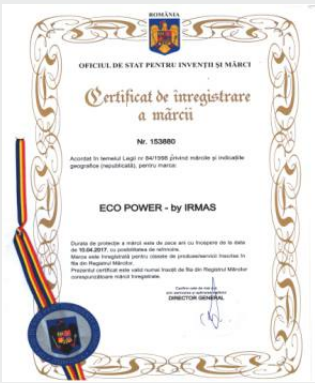 ROMÂNIA
OFICIUL DE STAT PENTRU INVENȚII ȘI MĂRCI
Certificat de înregistrare
a mărcii
Nr. 153880
Acordat în temeiul Legii nr 84/1998 privind mărcile și indicațiile
geografice (republicată), pentru marca:
ECO POWER - by IRMAS
Durata de protecție a mărcii este de zece ani cu începere de la data
de 10.04.2017, cu posibilitatea de reînnoire.
Marca este înregistrată pentru clasele de produse/servicii înscrise în
fila din Registrul Mărcilor.
Prezentul certificat este valid numai însoțit de fila din Registrul Mărcilor
corespunzătoare mărcii înregistrate.
DIRECTOR GENERAL